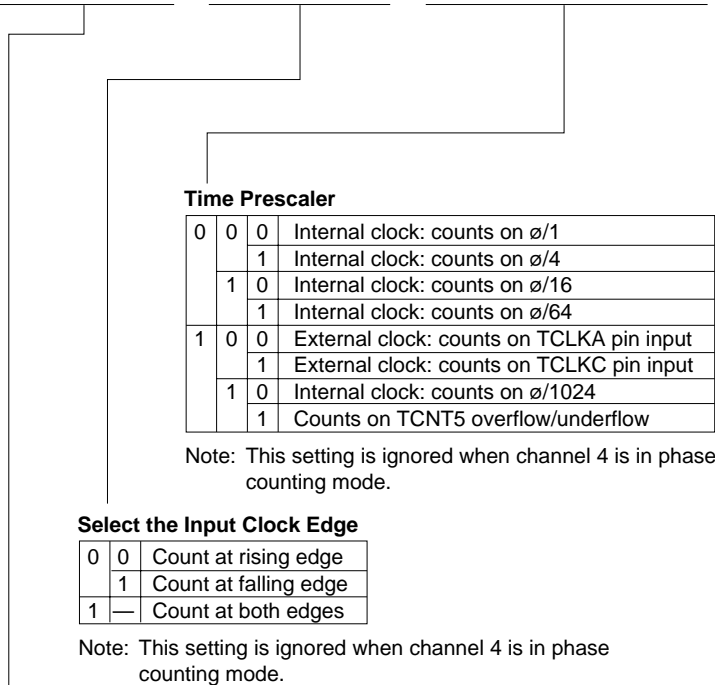 Time Prescaler
0 0 0 Internal clock: counts on ø/1
1 Internal clock: counts on ø/4
1 0 Internal clock: counts on ø/16
1 Internal clock: counts on ø/64
1 0 0 External clock: counts on TCLKA pin input
1 External clock: counts on TCLKC pin input
1 0 Internal clock: counts on ø/1024
1 Counts on TCNT5 overflow/underflow
Note: This setting is ignored when channel 4 is in phase
counting mode.
Select the Input Clock Edge
0 0 Count at rising edge
1 Count at falling edge
1 — Count at both edges
Note: This setting is ignored when channel 4 is in phase
counting mode.